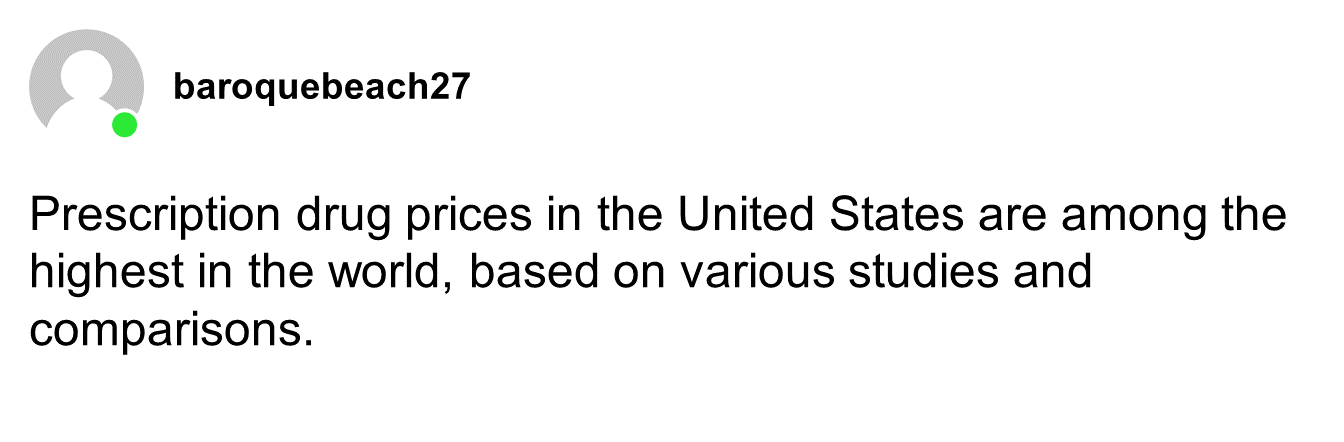 baroquebeach27
Prescription drug prices in the United States are among the
highest in the world, based on various studies and
comparisons.